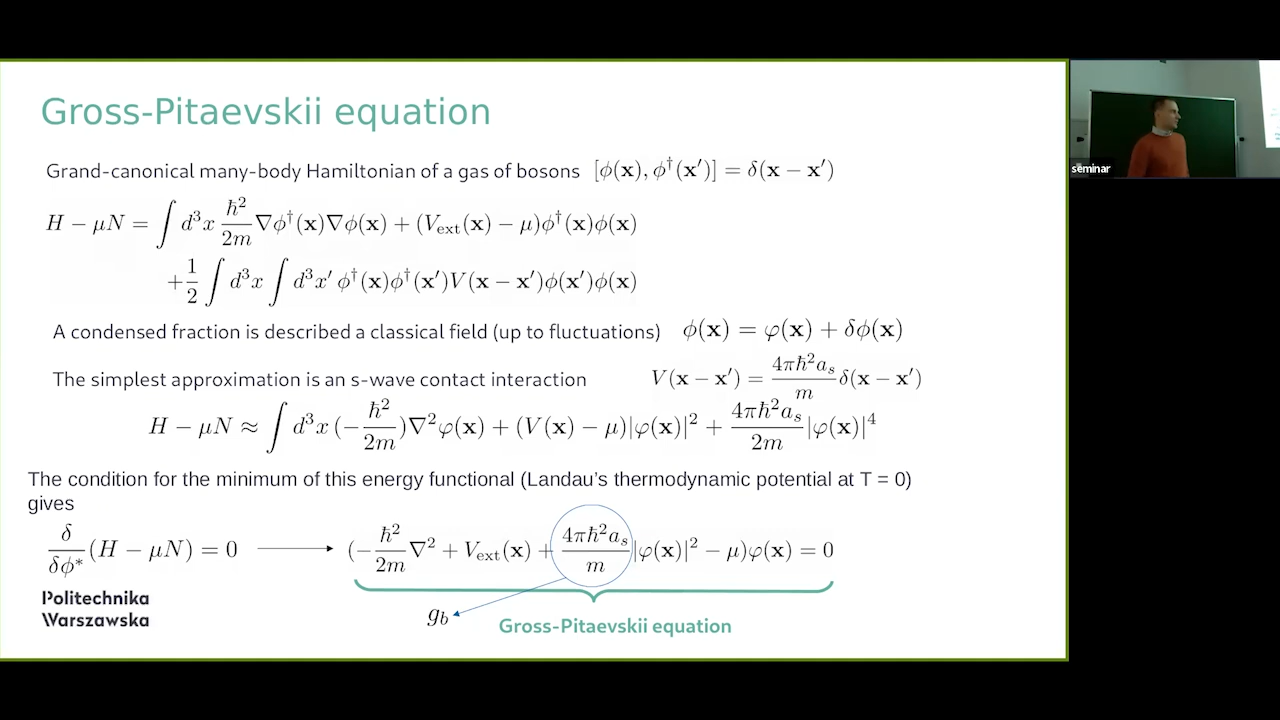 Gross-Pitaevskii equation
Grand-canonical many-body Hamiltonian of a gas of bosons [ϕ(x), ϕ†(x′)] = δ(x − x′)
H − μN = ∫ d³x ħ²/2m ∇ϕ†(x)∇ϕ(x) + (V_ext(x) − μ)ϕ†(x)ϕ(x)
+ 1/2 ∫ d³x ∫ d³x′ ϕ†(x)ϕ†(x′)V(x − x′)ϕ(x′)ϕ(x)
A condensed fraction is described a classical field (up to fluctuations) ϕ(x) = φ(x) + δϕ(x)
The simplest approximation is an s-wave contact interaction V(x − x′) = 4πħ²a_s/m δ(x − x′)
H − μN ≈ ∫ d³x (−ħ²/2m)∇²φ(x) + (V(x) − μ)|φ(x)|² + 4πħ²a_s/2m |φ(x)|⁴
The condition for the minimum of this energy functional (Landau's thermodynamic potential at T = 0)
gives
δ/δϕ* (H − μN) = 0 (−ħ²/2m ∇² + V_ext(x) + 4πħ²a_s/m |φ(x)|² − μ)φ(x) = 0
g_b
Gross-Pitaevskii equation
Politechnika
Warszawska
seminar